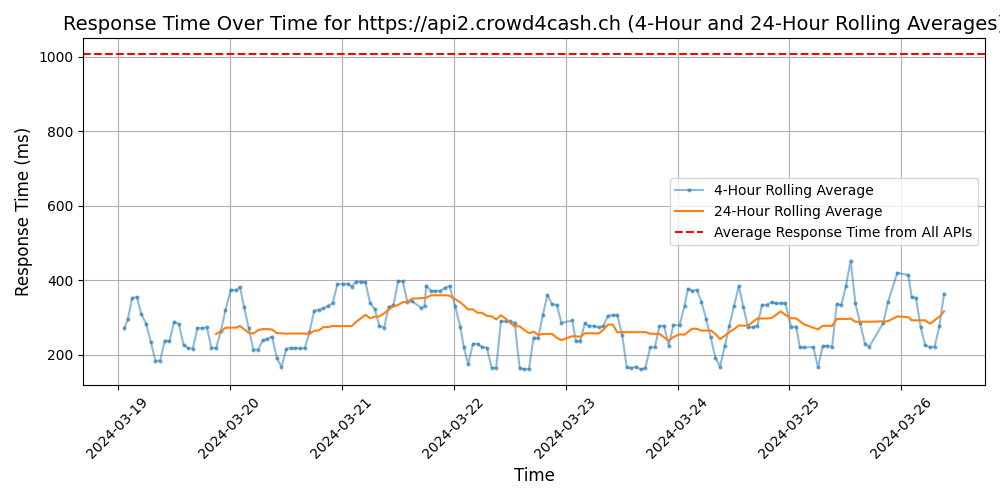 Response Time Over Time for https://api2.crowd4cash.ch (4-Hour and 24-Hour Rolling Averages)
Response Time (ms)
1000
800
600
400
200
4-Hour Rolling Average
24-Hour Rolling Average
Average Response Time from All APIs
2024-03-19
2024-03-20
2024-03-21
2024-03-22
2024-03-23
2024-03-24
2024-03-25
2024-03-26
Time